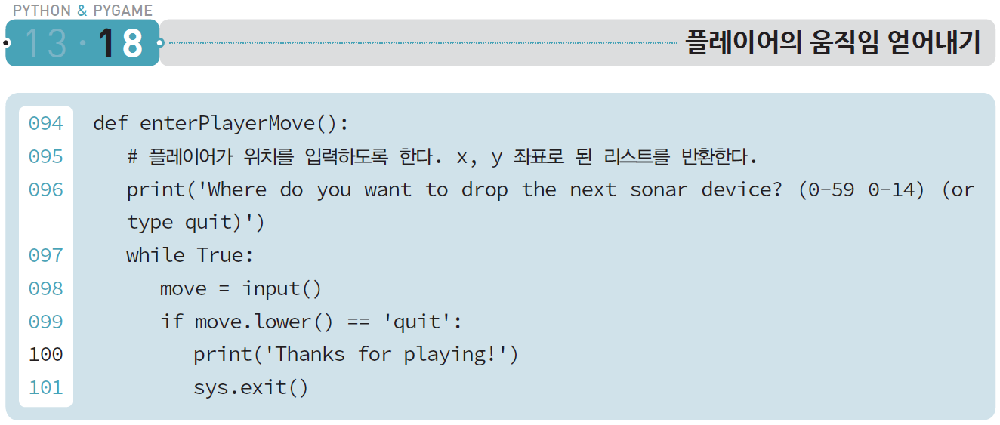 PYTHON & PYGAME
13·18 플레이어의 움직임 얻어내기
094 def enterPlayerMove():
095 # 플레이어가 위치를 입력하도록 한다. x, y 좌표로 된 리스트를 반환한다.
096 print('Where do you want to drop the next sonar device? (0-59 0-14) (or
type quit)')
097 while True:
098 move = input()
099 if move.lower() == 'quit':
100 print('Thanks for playing!')
101 sys.exit()